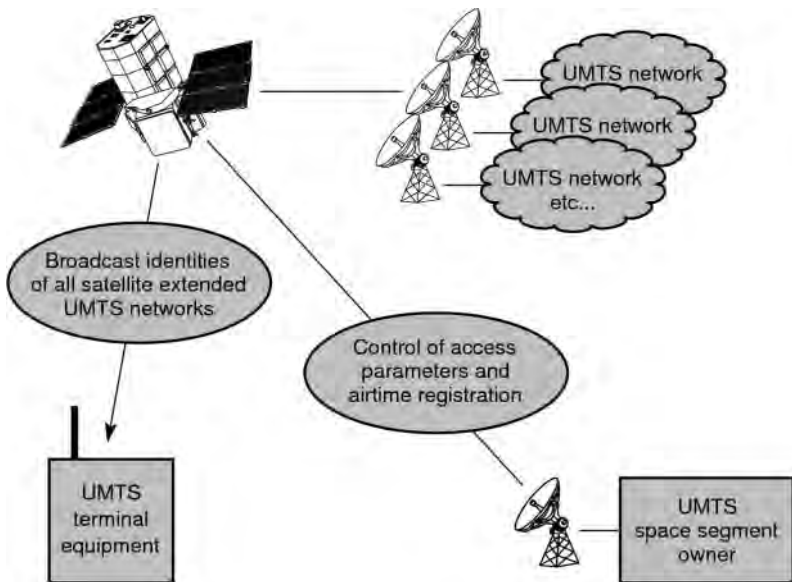 UMTS network
UMTS network
UMTS network
etc...
Broadcast identities
of all satellite extended
UMTS networks
Control of access
parameters and
airtime registration
UMTS
terminal
equipment
UMTS
space segment
owner